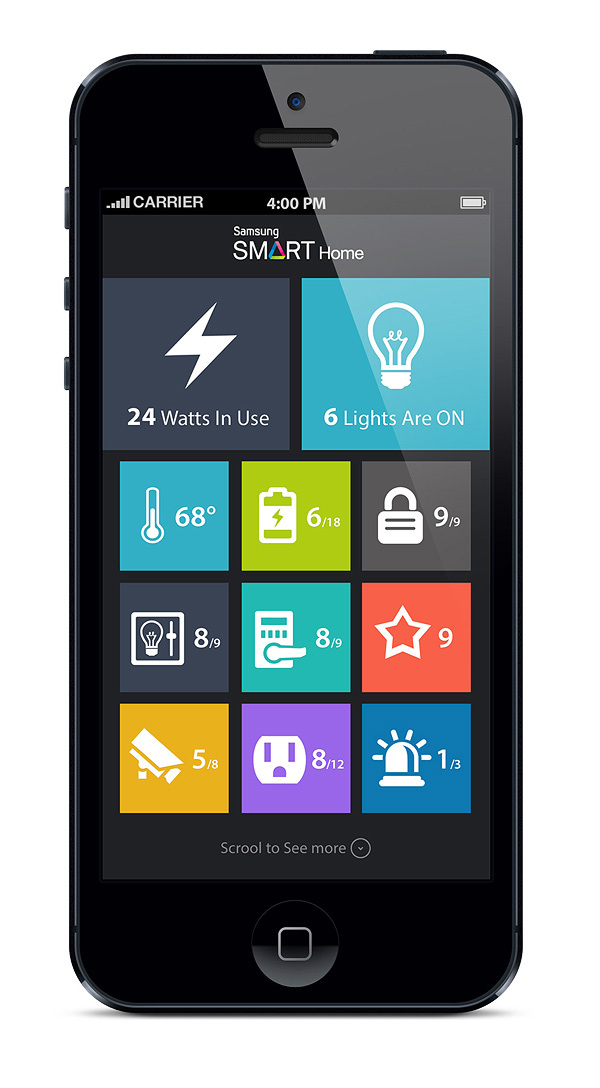 CARRIER 4:00 PM
Samsung
SMART Home
24 Watts In Use
6 Lights Are ON
68°
6/18
9/9
8/9
8/9
9
5/8
8/12
1/3
Scrool to See more